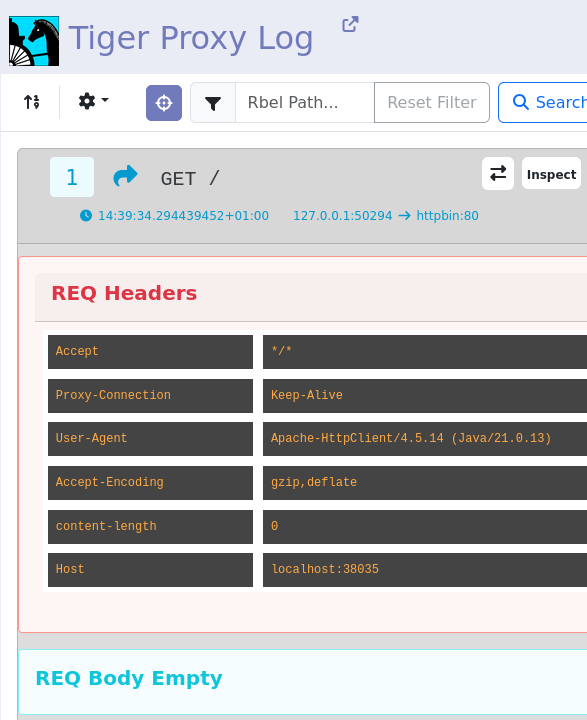 Tiger Proxy Log
Rbel Path... Reset Filter Search
1 GET / Inspect
14:39:34.294439452+01:00 127.0.0.1:50294 → httpbin:80
REQ Headers
Accept */*
Proxy-Connection Keep-Alive
User-Agent Apache-HttpClient/4.5.14 (Java/21.0.13)
Accept-Encoding gzip,deflate
content-length 0
Host localhost:38035
REQ Body Empty